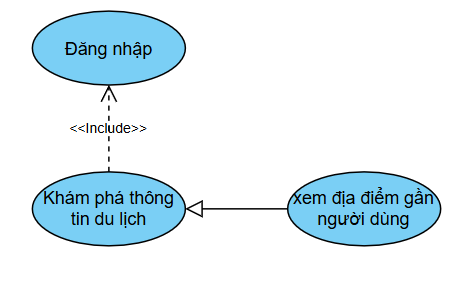 Đăng nhập
<<Include>>
Khám phá thông
tin du lịch
xem địa điểm gần
người dùng